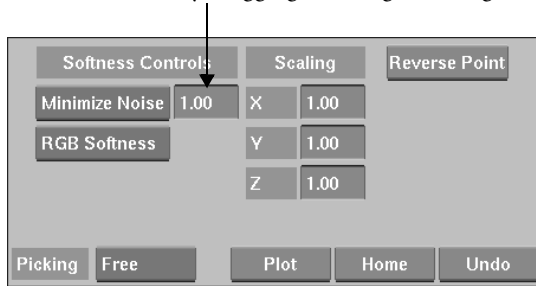 Softness Controls Scaling Reverse Point
Minimize Noise 1.00 X 1.00
RGB Softness Y 1.00
Z 1.00
Picking Free Plot Home Undo